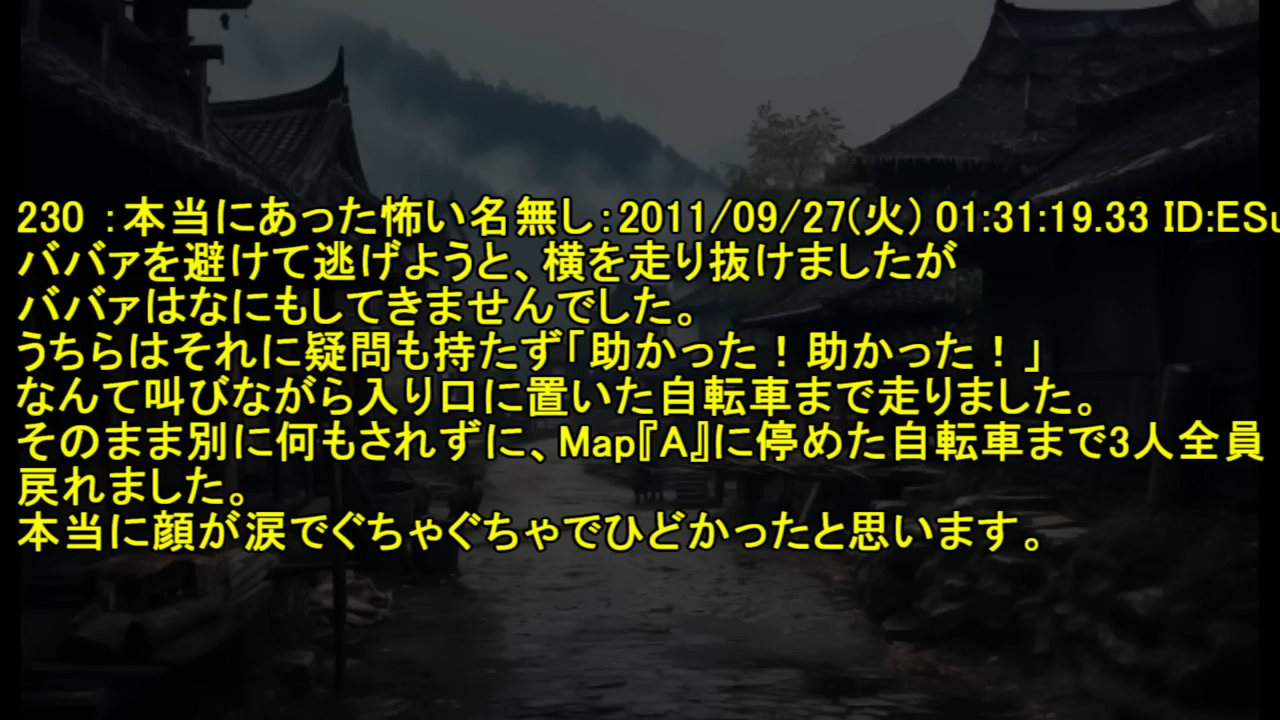 230 ：本当にあった怖い名無し：2011/09/27(火) 01:31:19.33 ID:ESu
ババァを避けて逃げようと、横を走り抜けましたが
ババァはなにもしてきませんでした。
うちらはそれに疑問も持たず「助かった！助かった！」
なんて叫びながら入り口に置いた自転車まで走りました。
そのまま別に何もされずに、Map『A』に停めた自転車まで3人全員
戻れました。
本当に顔が涙でぐちゃぐちゃでひどかったと思います。